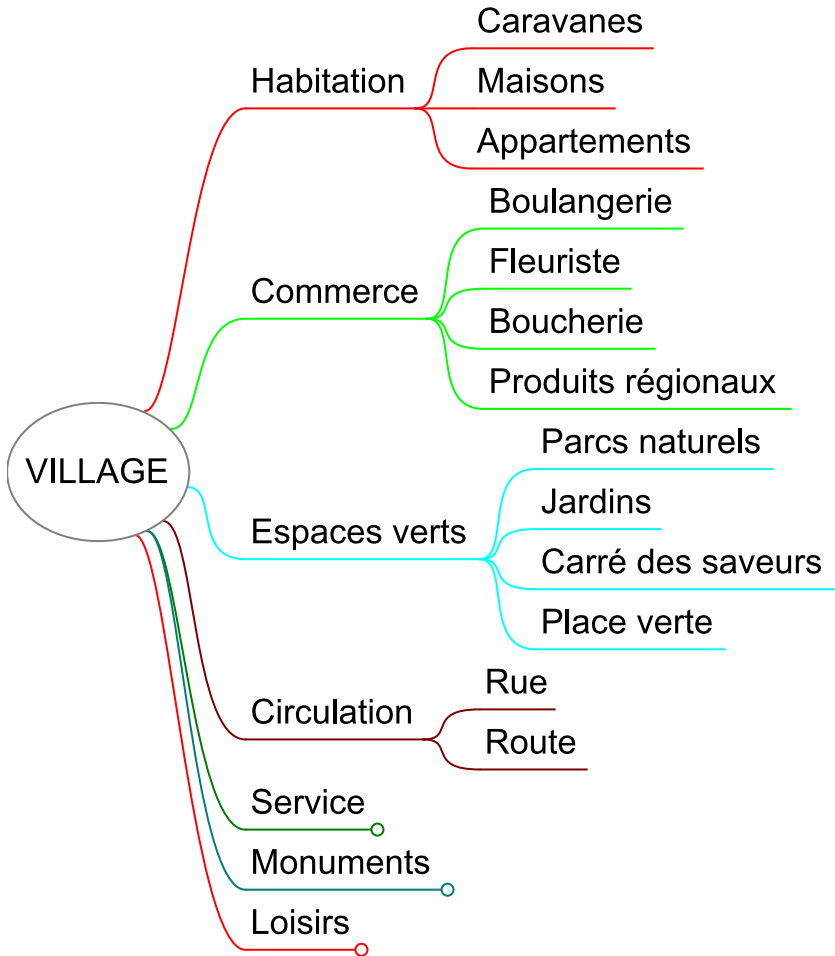 VILLAGE
Habitation
Caravanes
Maisons
Appartements
Commerce
Boulangerie
Fleuriste
Boucherie
Produits régionaux
Espaces verts
Parcs naturels
Jardins
Carré des saveurs
Place verte
Circulation
Rue
Route
Service
Monuments
Loisirs